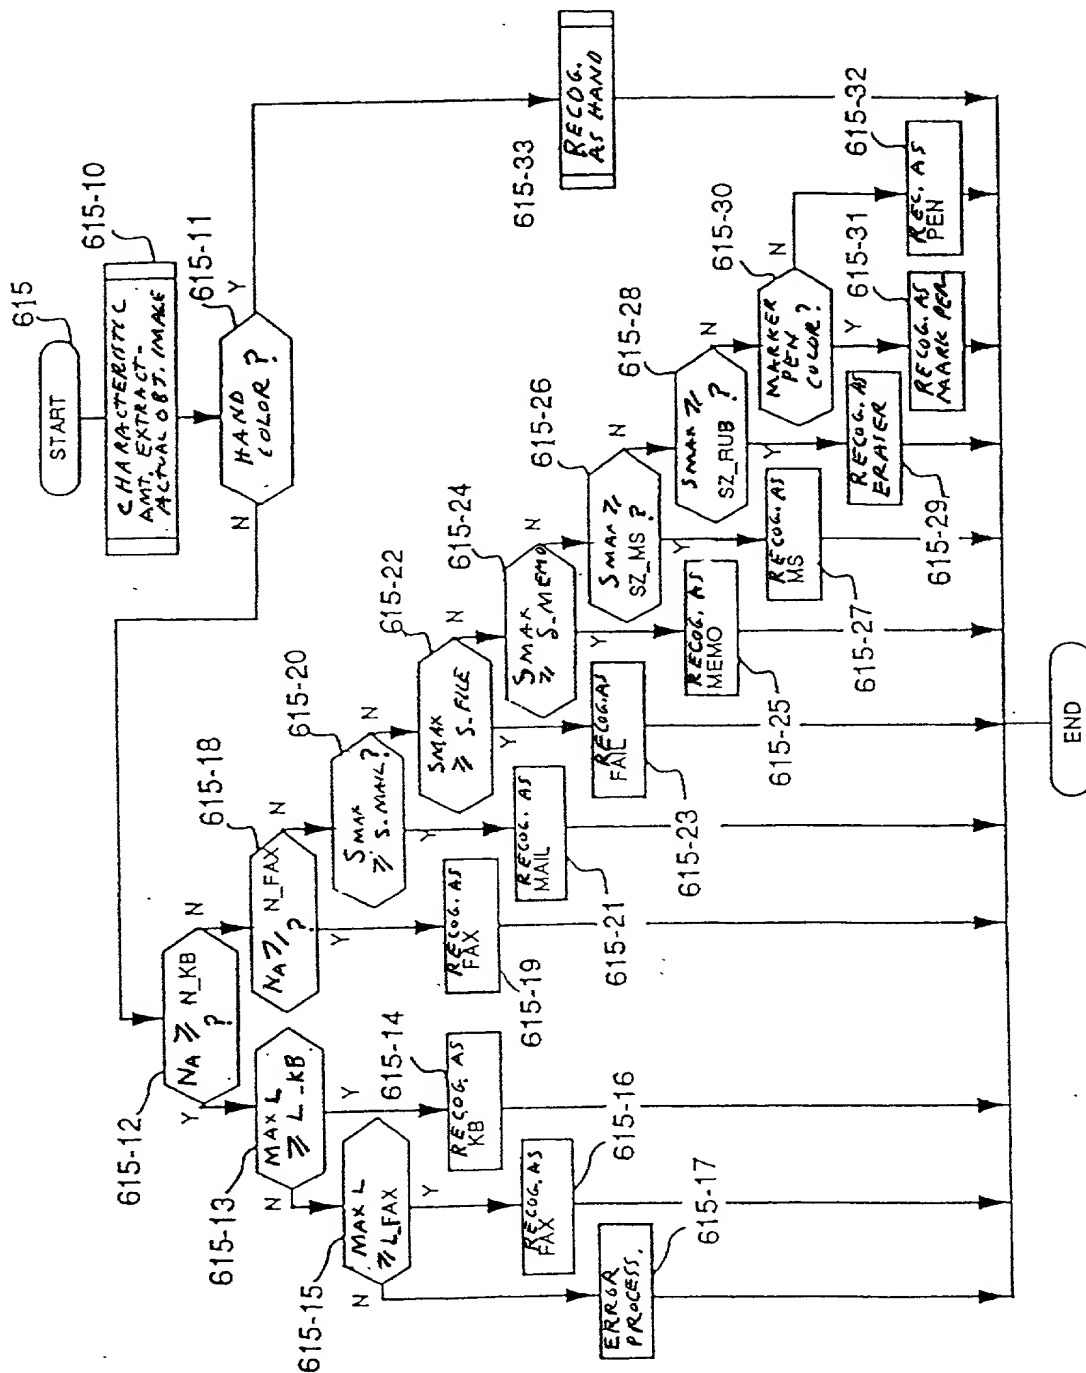 START
615
CHARACTERISTIC
AMT. EXTRACT-
ACTUAL OBJ. IMAGE
615-10
HAND
COLOR?
615-11
N
Y
NA ≥ N_KB
?
615-12
Y
N
MAX L
≥ L_KB
615-13
N
Y
RECOG. AS
KB
615-14
MAX L
≥ L_FAX
615-15
N
Y
RECOG. AS
FAX
615-16
ERROR
PROCESS.
615-17
NA ≥ N_FAX
?
615-18
N
Y
RECOG. AS
FAX
615-19
SMAX
≥ S_MAIL?
615-20
N
Y
RECOG. AS
MAIL
615-21
SMAX
≥ S_FILE
615-22
N
Y
RECOG. AS
FAIL
615-23
SMAX
≥ S_MEMO
615-24
N
Y
RECOG. AS
MEMO
615-25
SMAX ≥
SZ_MS ?
615-26
N
Y
RECOG. AS
MS
615-27
SMAX ≥
SZ_RUB ?
615-28
N
Y
RECOG. AS
ERASER
615-29
MARKER
PEN
COLOR?
615-30
N
Y
RECOG. AS
MARK PEN
615-31
REC. AS
PEN
615-32
RECOG.
AS HAND
615-33
END